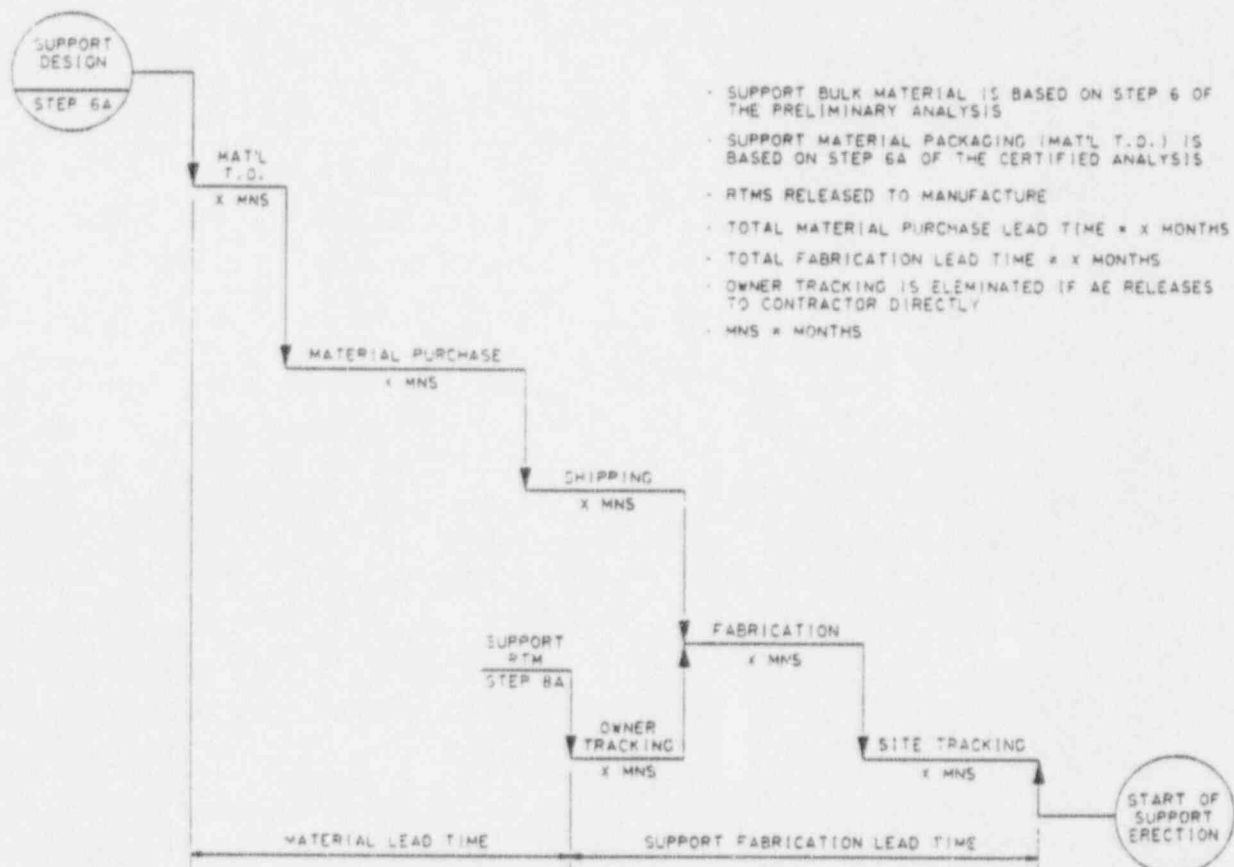 SUPPORT
DESIGN
STEP 6A
· SUPPORT BULK MATERIAL IS BASED ON STEP 6 OF
THE PRELIMINARY ANALYSIS
· SUPPORT MATERIAL PACKAGING (MAT'L T.O.) IS
BASED ON STEP 6A OF THE CERTIFIED ANALYSIS
· RTMS RELEASED TO MANUFACTURE
· TOTAL MATERIAL PURCHASE LEAD TIME = X MONTHS
· TOTAL FABRICATION LEAD TIME = X MONTHS
· OWNER TRACKING IS ELEMINATED IF AE RELEASES
TO CONTRACTOR DIRECTLY
· MNS = MONTHS
MAT'L
T.O.
X MNS
MATERIAL PURCHASE
X MNS
SHIPPING
X MNS
FABRICATION
X MNS
SUPPORT
RTM
STEP 8A
OWNER
TRACKING
X MNS
SITE TRACKING
X MNS
START OF
SUPPORT
ERECTION
MATERIAL LEAD TIME
SUPPORT FABRICATION LEAD TIME